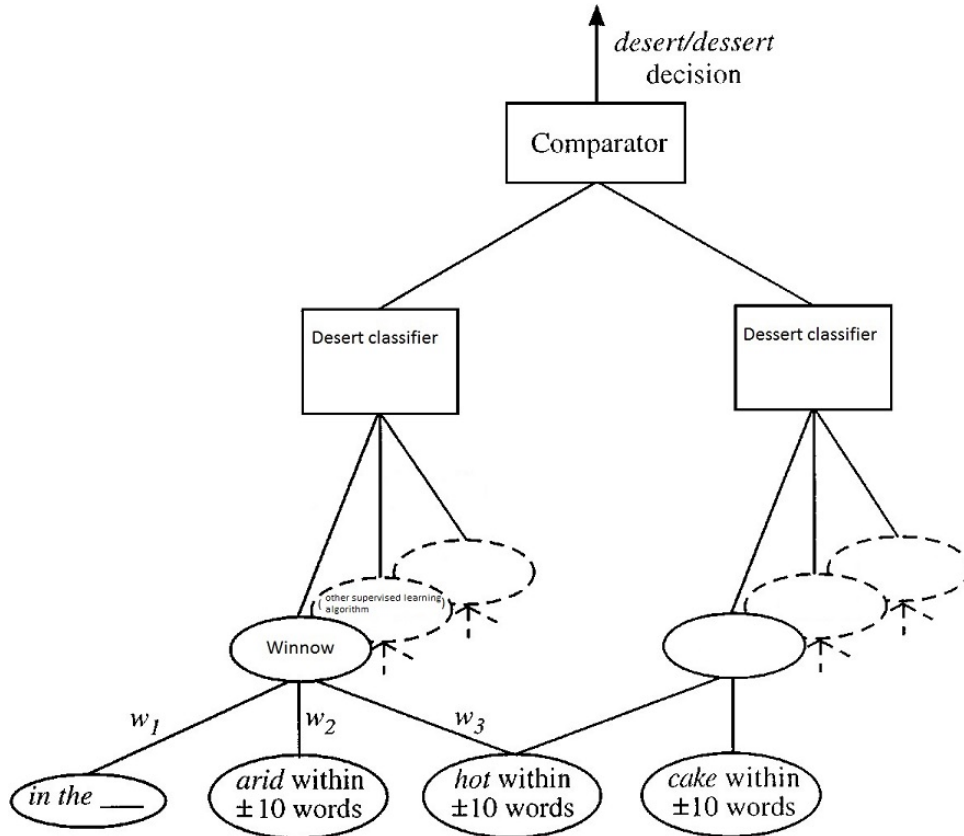 desert/dessert
decision
Comparator
Desert classifier
Dessert classifier
( other supervised learning )
algorithm
Winnow
w1
w2
w3
in the ___
arid within
±10 words
hot within
±10 words
cake within
±10 words